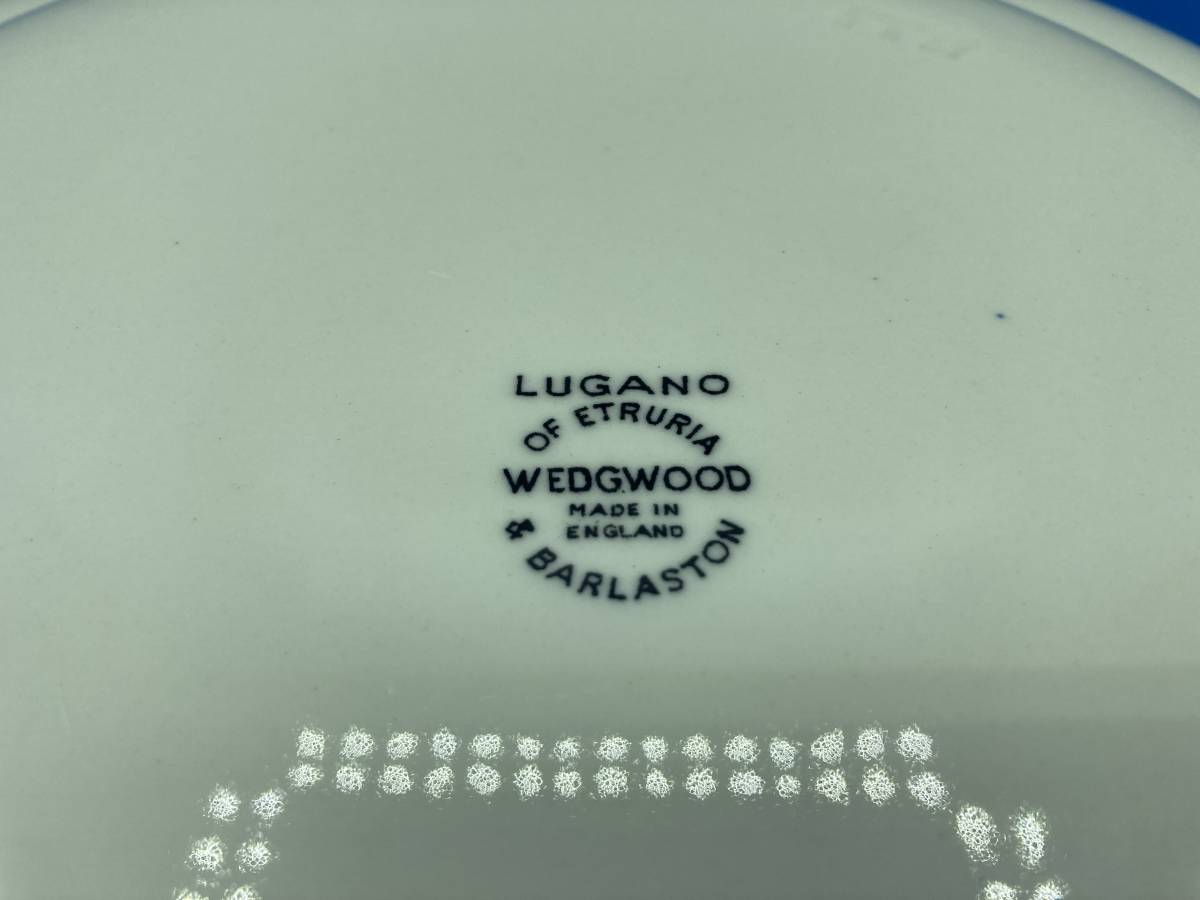 LUGANO
OF ETRURIA
WEDGWOOD
MADE IN
ENGLAND
& BARLASTON